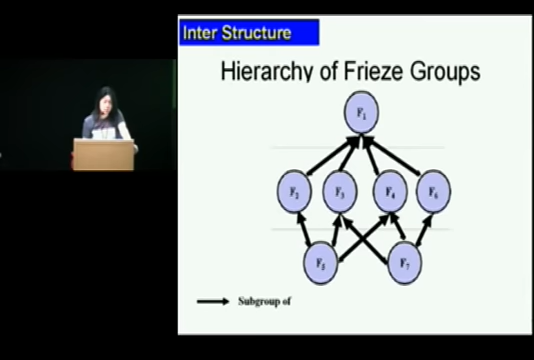 Inter Structure
Hierarchy of Frieze Groups
F1
F2 F3 F4 F6
F5 F7
Subgroup of